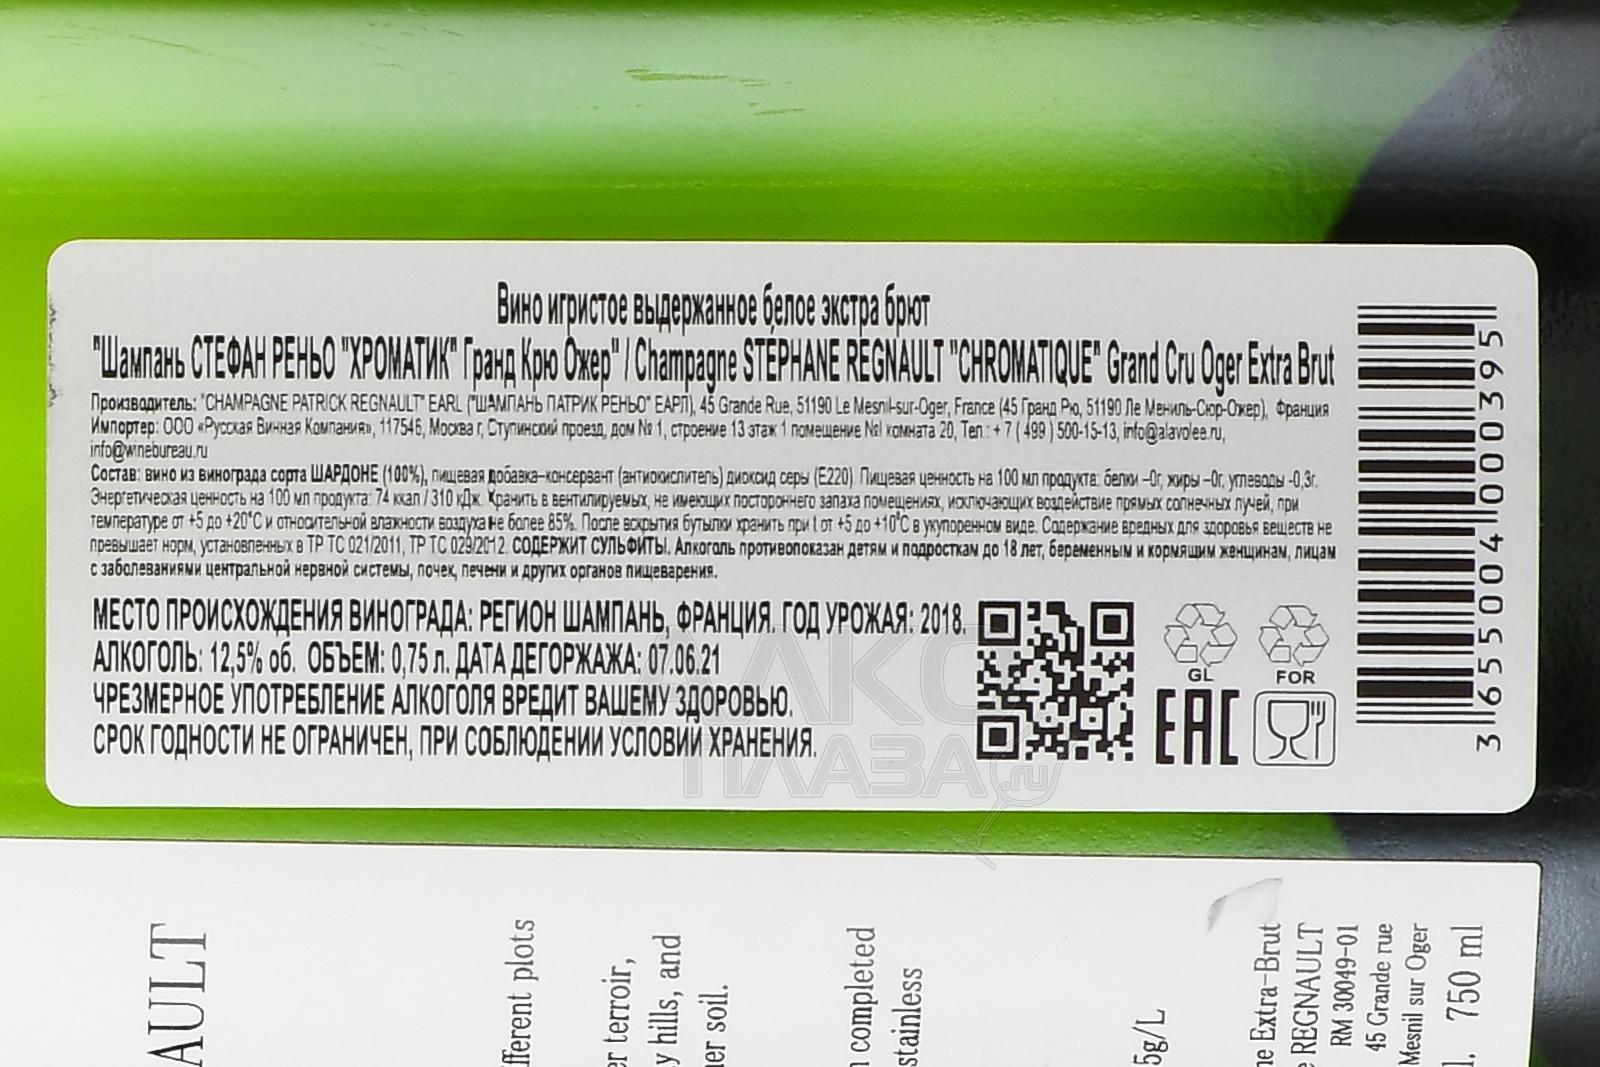 Вино игристое выдержанное белое экстра брют
"Шампань СТЕФАН РЕНЬО "ХРОМАТИК" Гранд Крю Ожер" / Champagne STÉPHANE REGNAULT "CHROMATIQUE" Grand Cru Oger Extra Brut
Производитель: "CHAMPAGNE PATRICK REGNAULT" EARL ("ШАМПАНЬ ПАТРИК РЕНЬО" ЕАРЛ), 45 Grande Rue, 51190 Le Mesnil-sur-Oger, France (45 Гранд Рю, 51190 Ле Мениль-Сюр-Ожер), Франция
Импортер: ООО «Русская Винная Компания», 117546, Москва г, Ступинский проезд, дом № 1, строение 13 этаж 1 помещение №I комната 20, Тел.: + 7 ( 499 ) 500-15-13, info@alavolee.ru,
info@winebureau.ru
Состав: вино из винограда сорта ШАРДОНЕ (100%), пищевая добавка–консервант (антиокислитель) диоксид серы (Е220). Пищевая ценность на 100 мл продукта: белки –0г, жиры –0г, углеводы -0,3г.
Энергетическая ценность на 100 мл продукта: 74 ккал / 310 кДж. Хранить в вентилируемых, не имеющих постороннего запаха помещениях, исключающих воздействие прямых солнечных лучей, при
температуре от +5 до +20°С и относительной влажности воздуха не более 85%. После вскрытия бутылки хранить при t от +5 до +10°С в укупоренном виде. Содержание вредных для здоровья веществ не
превышает норм, установленных в ТР ТС 021/2011, ТР ТС 029/2012. СОДЕРЖИТ СУЛЬФИТЫ. Алкоголь противопоказан детям и подросткам до 18 лет, беременным и кормящим женщинам, лицам
с заболеваниями центральной нервной системы, почек, печени и других органов пищеварения.
МЕСТО ПРОИСХОЖДЕНИЯ ВИНОГРАДА: РЕГИОН ШАМПАНЬ, ФРАНЦИЯ. ГОД УРОЖАЯ: 2018.
АЛКОГОЛЬ: 12,5% об. ОБЪЕМ: 0,75 л. ДАТА ДЕГОРЖАЖА: 07.06.21
ЧРЕЗМЕРНОЕ УПОТРЕБЛЕНИЕ АЛКОГОЛЯ ВРЕДИТ ВАШЕМУ ЗДОРОВЬЮ.
СРОК ГОДНОСТИ НЕ ОГРАНИЧЕН, ПРИ СОБЛЮДЕНИИ УСЛОВИЙ ХРАНЕНИЯ.
GL
FOR
EAC
3 655004 000395
АЛКО
ПЛАЗА.ru
AULT
fferent plots
er terroir,
y hills, and
her soil.
n completed
stainless
5g/L
ne Extra-Brut
e REGNAULT
RM 30049-01
45 Grande rue
Mesnil sur Oger
l. 750 ml